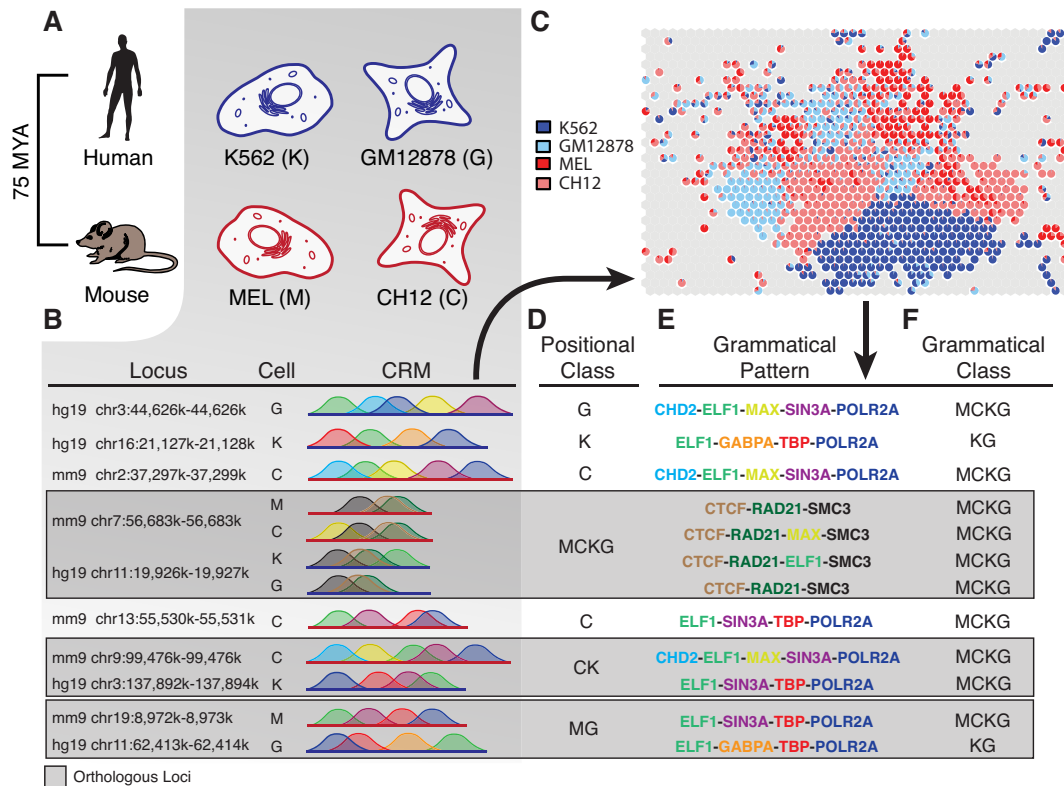 A
75 MYA
Human
Mouse
K562 (K)
GM12878 (G)
MEL (M)
CH12 (C)
C
K562
GM12878
MEL
CH12
B
Locus Cell CRM
D
Positional
Class
E
Grammatical
Pattern
F
Grammatical
Class
hg19 chr3:44,626k-44,626k G G CHD2-ELF1-MAX-SIN3A-POLR2A MCKG
hg19 chr16:21,127k-21,128k K K ELF1-GABPA-TBP-POLR2A KG
mm9 chr2:37,297k-37,299k C C CHD2-ELF1-MAX-SIN3A-POLR2A MCKG
mm9 chr7:56,683k-56,683k
M CTCF-RAD21-SMC3 MCKG
C CTCF-RAD21-MAX-SMC3 MCKG
MCKG
hg19 chr11:19,926k-19,927k
K CTCF-RAD21-ELF1-SMC3 MCKG
G CTCF-RAD21-SMC3 MCKG
mm9 chr13:55,530k-55,531k C C ELF1-SIN3A-TBP-POLR2A MCKG
mm9 chr9:99,476k-99,476k C CHD2-ELF1-MAX-SIN3A-POLR2A MCKG
CK
hg19 chr3:137,892k-137,894k K ELF1-SIN3A-TBP-POLR2A MCKG
mm9 chr19:8,972k-8,973k M ELF1-SIN3A-TBP-POLR2A MCKG
MG
hg19 chr11:62,413k-62,414k G ELF1-GABPA-TBP-POLR2A KG
Orthologous Loci